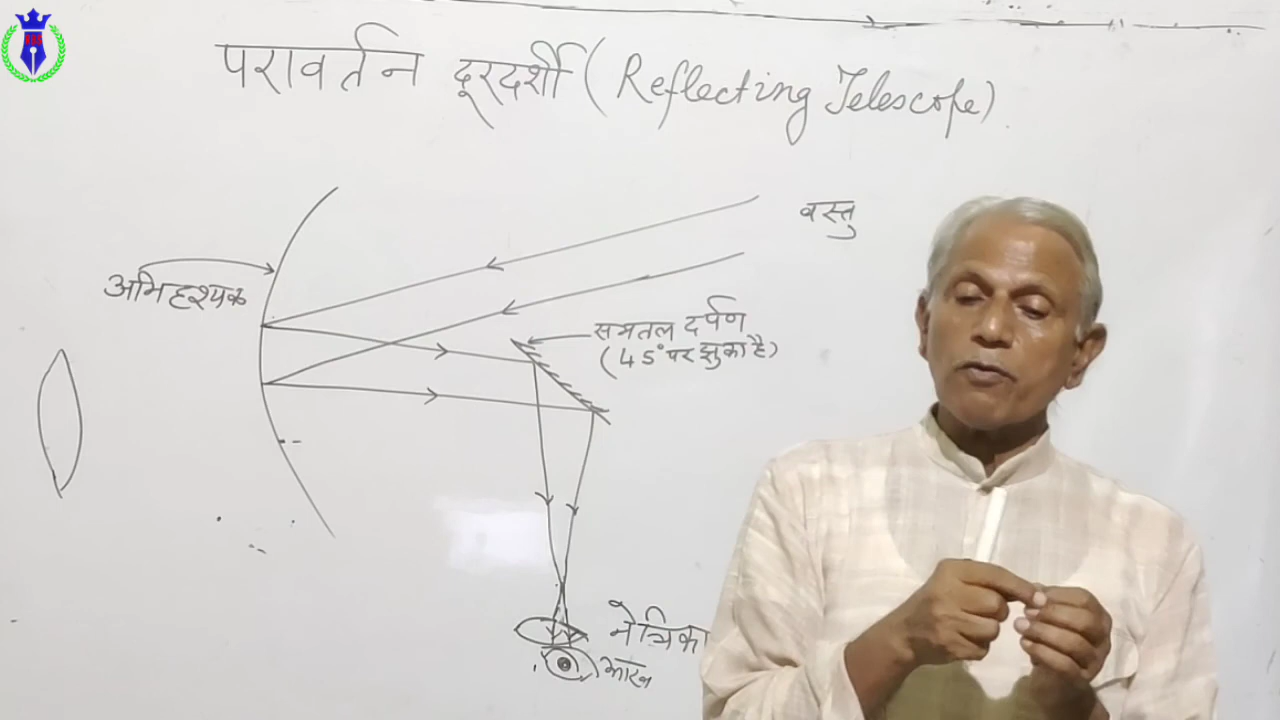 परावर्तन दूरदर्शी (Reflecting Telescope)
वस्तु
अभिदृश्यक
समतल दर्पण
(45° पर झुका है)
नेत्रिका
आँख